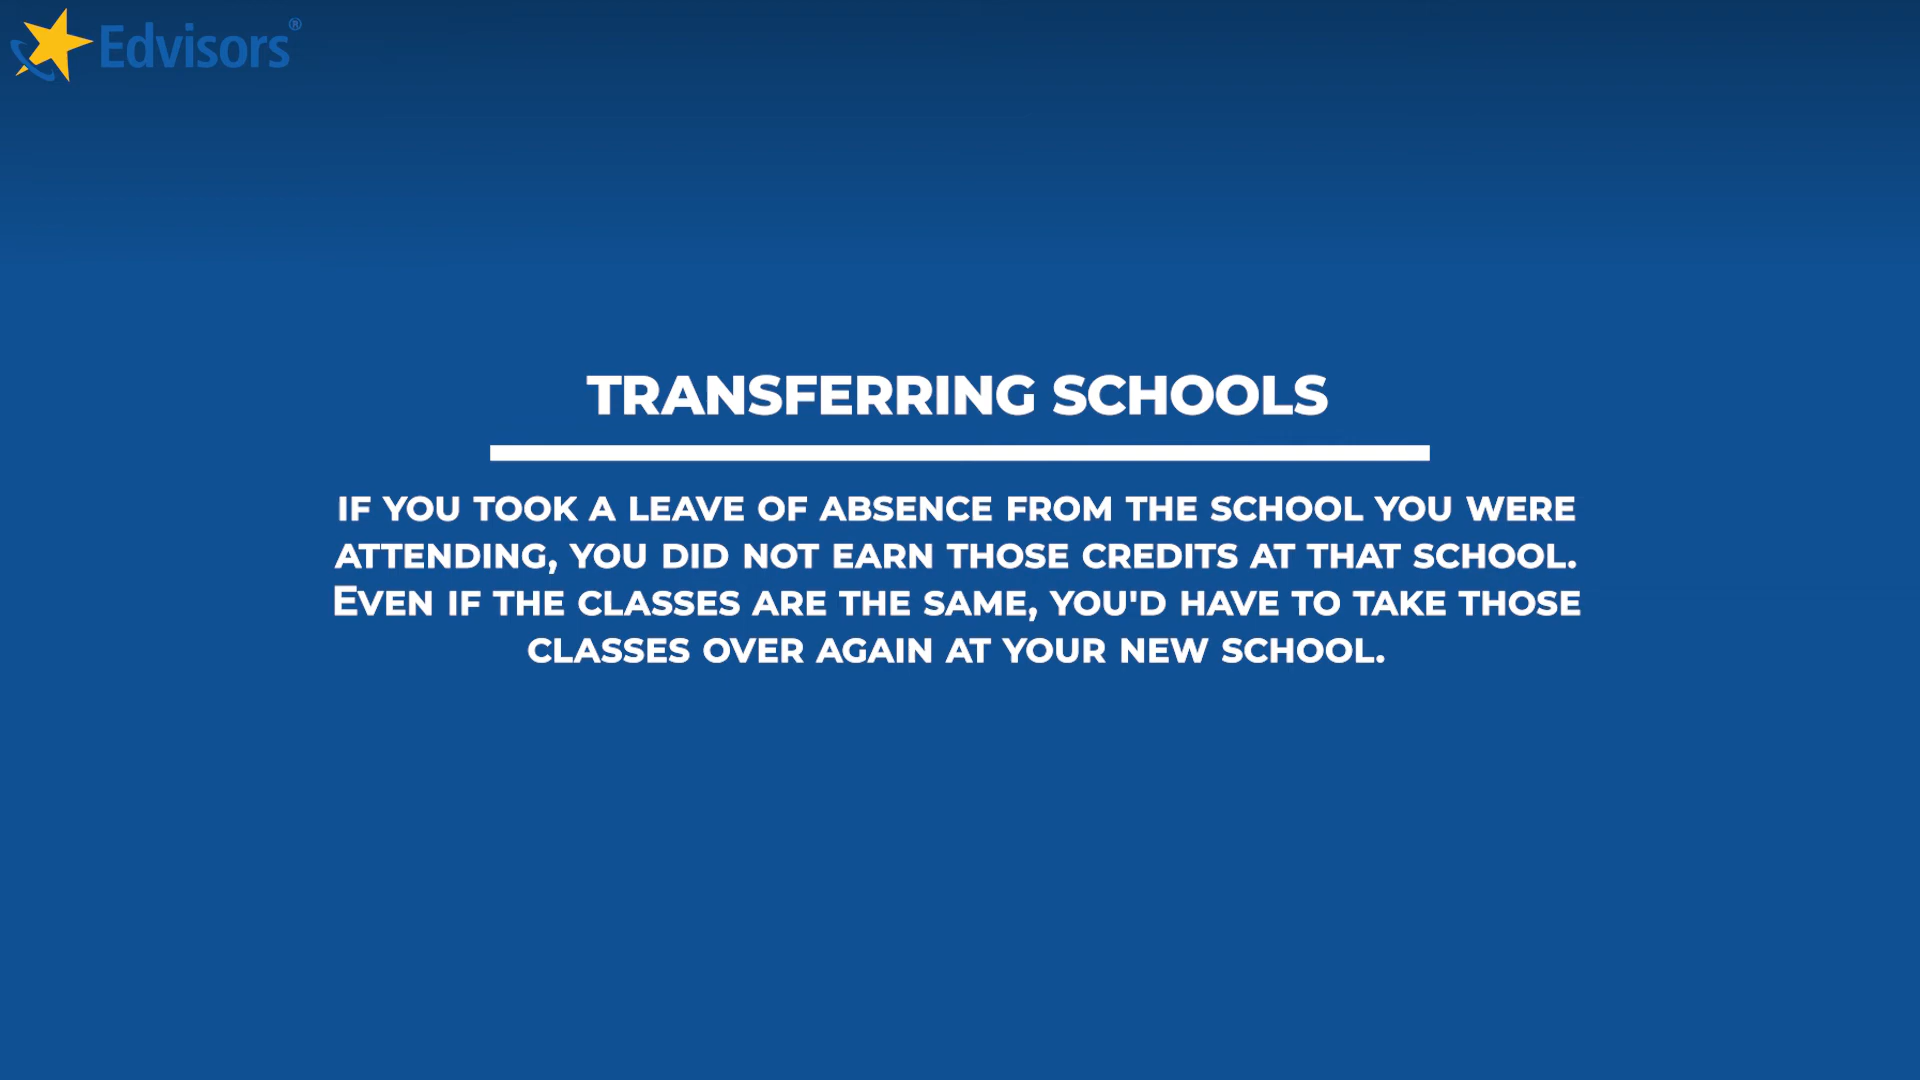 Edvisors®
TRANSFERRING SCHOOLS
IF YOU TOOK A LEAVE OF ABSENCE FROM THE SCHOOL YOU WERE
ATTENDING, YOU DID NOT EARN THOSE CREDITS AT THAT SCHOOL.
EVEN IF THE CLASSES ARE THE SAME, YOU'D HAVE TO TAKE THOSE
CLASSES OVER AGAIN AT YOUR NEW SCHOOL.